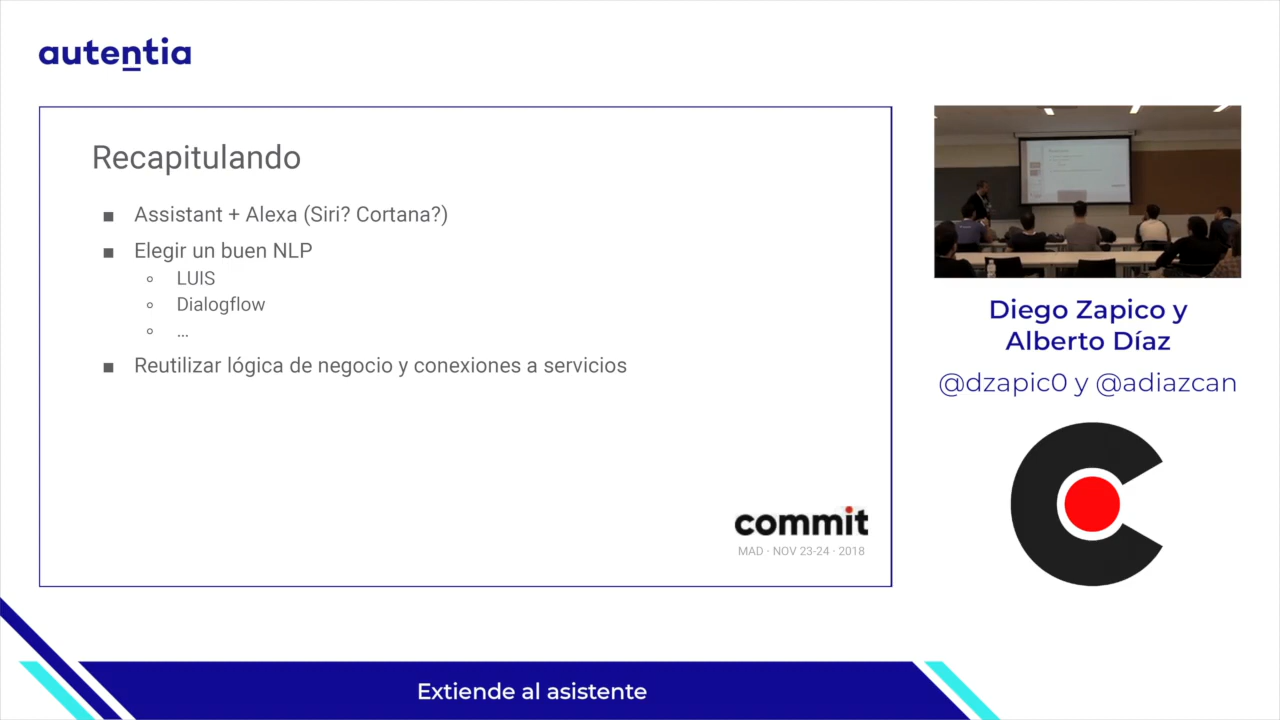 autentia
Recapitulando
Assistant + Alexa (Siri? Cortana?)
Elegir un buen NLP
LUIS
Dialogflow
...
Reutilizar lógica de negocio y conexiones a servicios
commit
MAD · NOV 23-24 · 2018
Diego Zapico y
Alberto Díaz
@dzapic0 y @adiazcan
Extiende al asistente